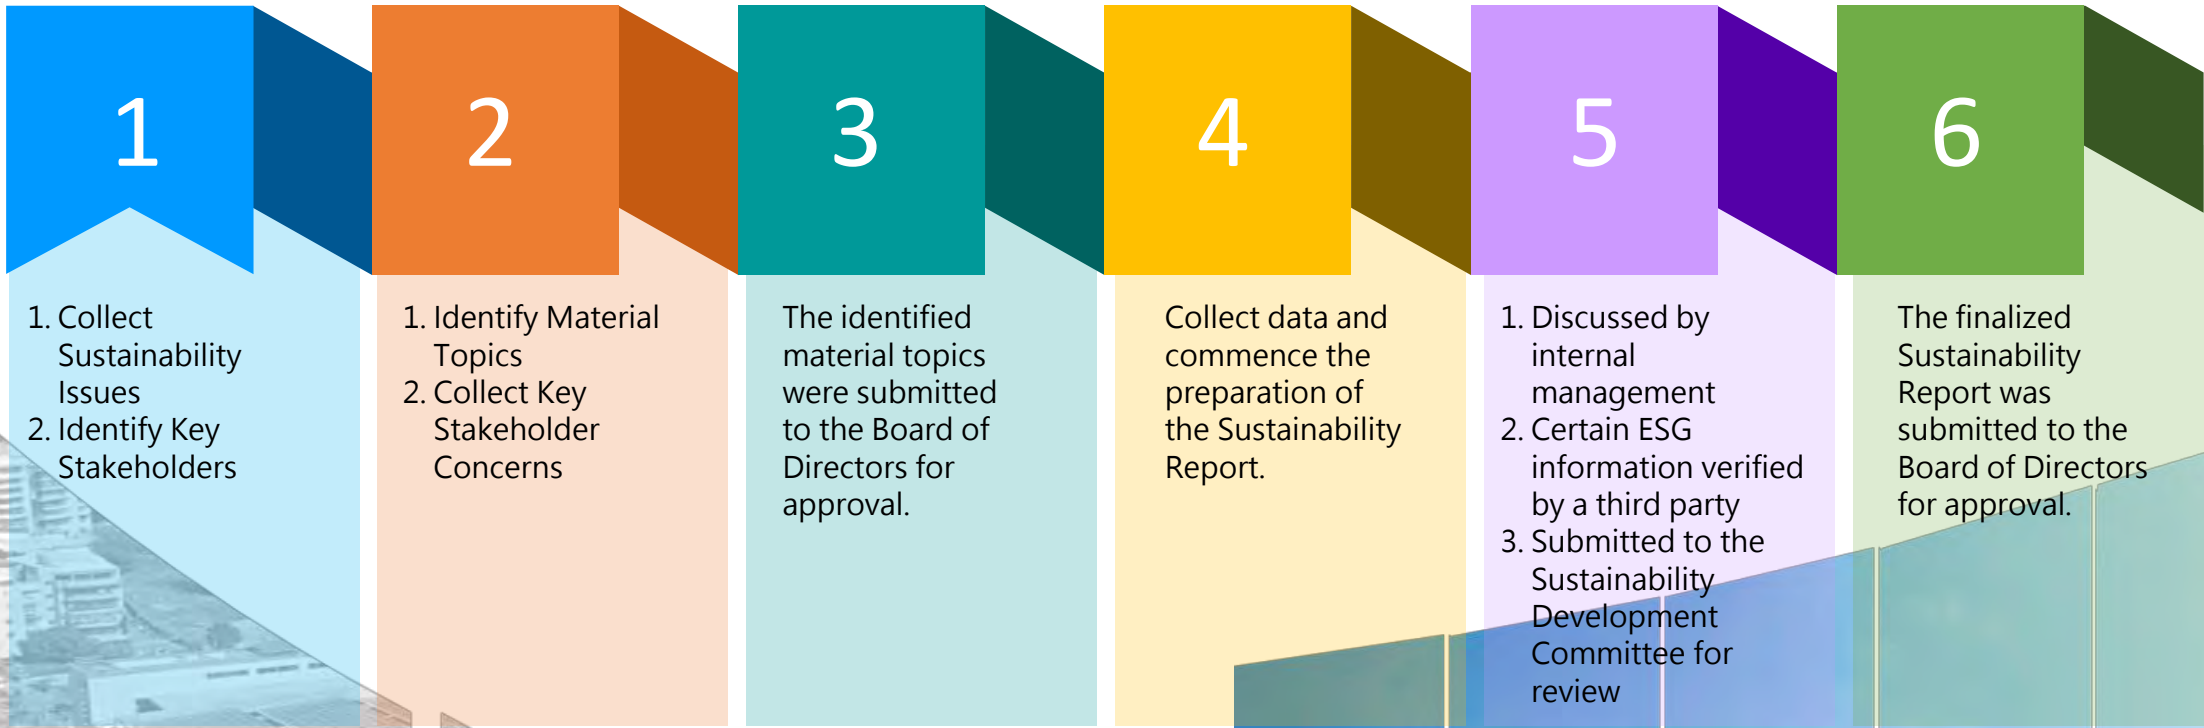 1
1. Collect
Sustainability
Issues
2. Identify Key
Stakeholders
2
1. Identify Material
Topics
2. Collect Key
Stakeholder
Concerns
3
The identified
material topics
were submitted
to the Board of
Directors for
approval.
4
Collect data and
commence the
preparation of
the Sustainability
Report.
5
1. Discussed by
internal
management
2. Certain ESG
information verified
by a third party
3. Submitted to the
Sustainability
Development
Committee for
review
6
The finalized
Sustainability
Report was
submitted to the
Board of Directors
for approval.